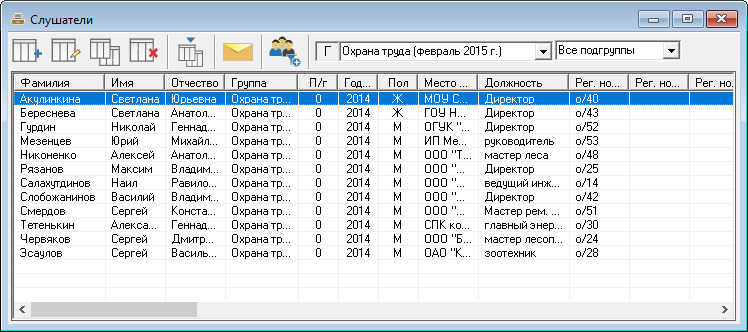 Слушатели
Г Охрана труда (февраль 2015 г.) Все подгруппы
Фамилия Имя Отчество Группа П/г Год... Пол Место ... Должность Рег. но... Рег. но... Рег. но.
Акулинкина Светлана Юрьевна Охрана тр... 0 2014 Ж МОУ С... Директор о/40
Береснева Светлана Анатол... Охрана тр... 0 2014 Ж ГОУ Н... Директор о/43
Гурдин Николай Геннад... Охрана тр... 0 2014 М ОГУК "... Директор о/52
Мезенцев Юрий Михайл... Охрана тр... 0 2014 М ИП Ме... руководитель о/53
Никоненко Алексей Анатол... Охрана тр... 0 2014 М ООО "Т... мастер леса о/48
Рязанов Максим Владим... Охрана тр... 0 2014 М ООО "... Директор о/25
Салахутдинов Наил Равило... Охрана тр... 0 2014 М ООО "... ведущий инж... о/14
Слобожанинов Василий Владим... Охрана тр... 0 2014 М ООО "... Директор о/42
Смердов Сергей Конста... Охрана тр... 0 2014 М ООО "... Мастер рем. ... о/51
Тетенькин Алекса... Геннад... Охрана тр... 0 2014 М СПК ко... главный энер... о/30
Червяков Сергей Дмитр... Охрана тр... 0 2014 М ООО "Б... мастер лесоп... о/24
Эсаулов Сергей Василь... Охрана тр... 0 2014 М ОАО "К... зоотехник о/28